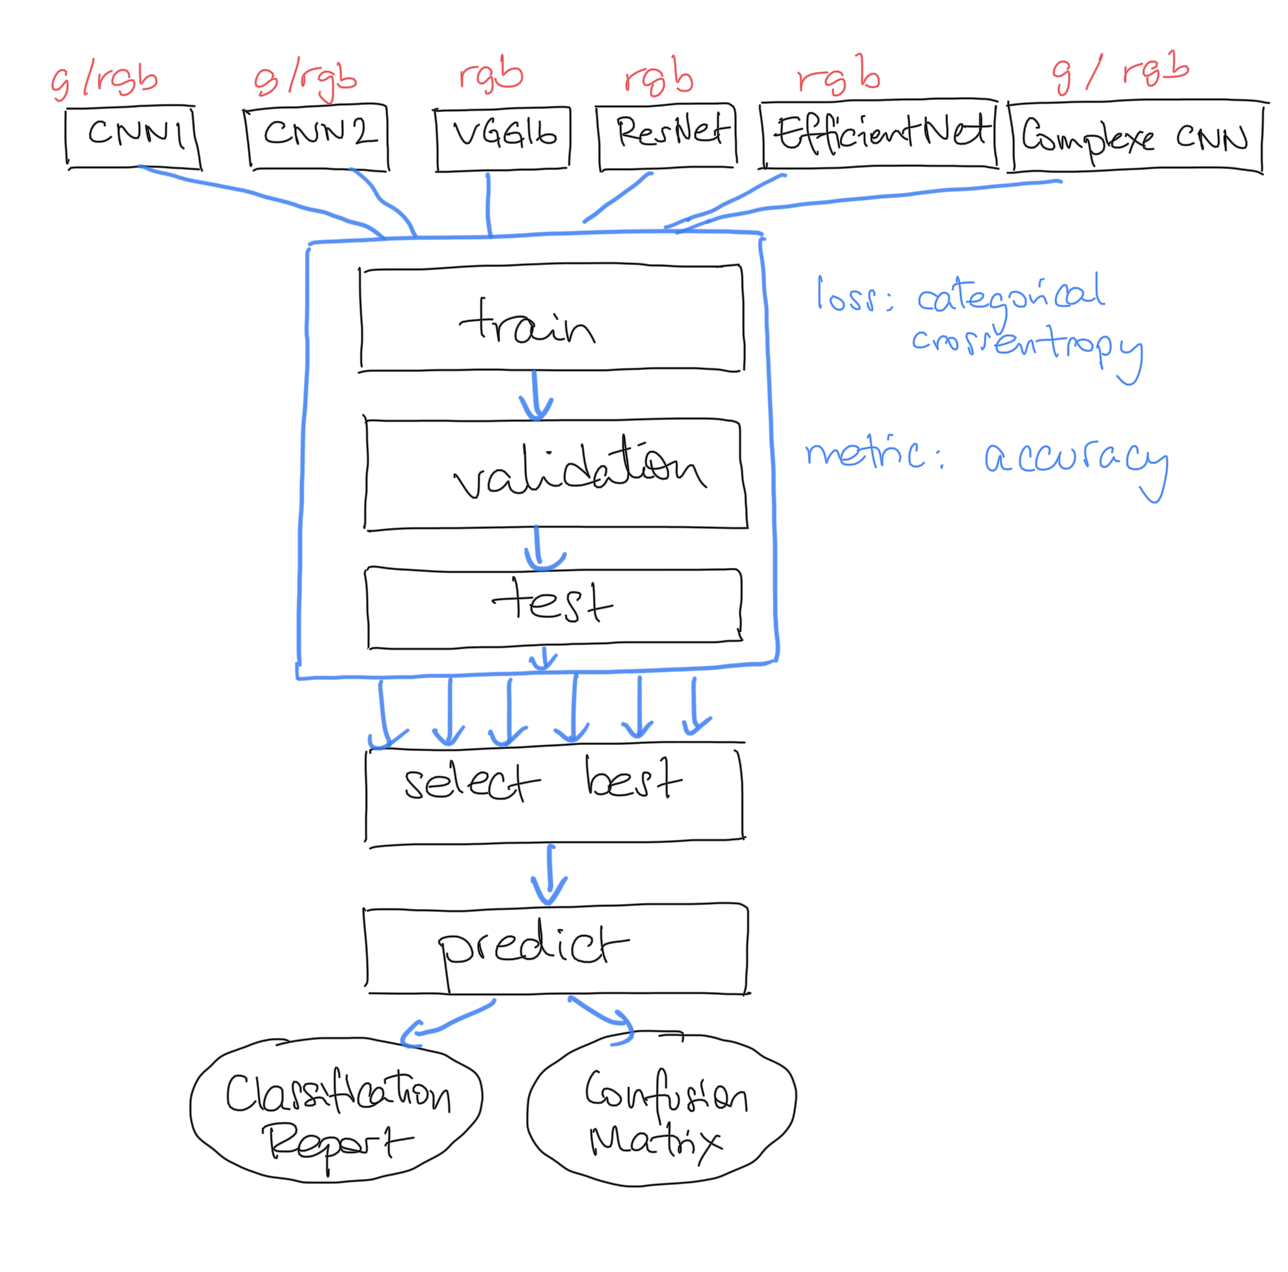 g/rgb g/rgb rgb rgb rgb g/rgb
CNN1 CNN2 VGG16 ResNet EfficientNet Complexe CNN
train
loss: categorical
crossentropy
validation
metric: accuracy
test
select best
predict
Classification
Report
Confusion
Matrix